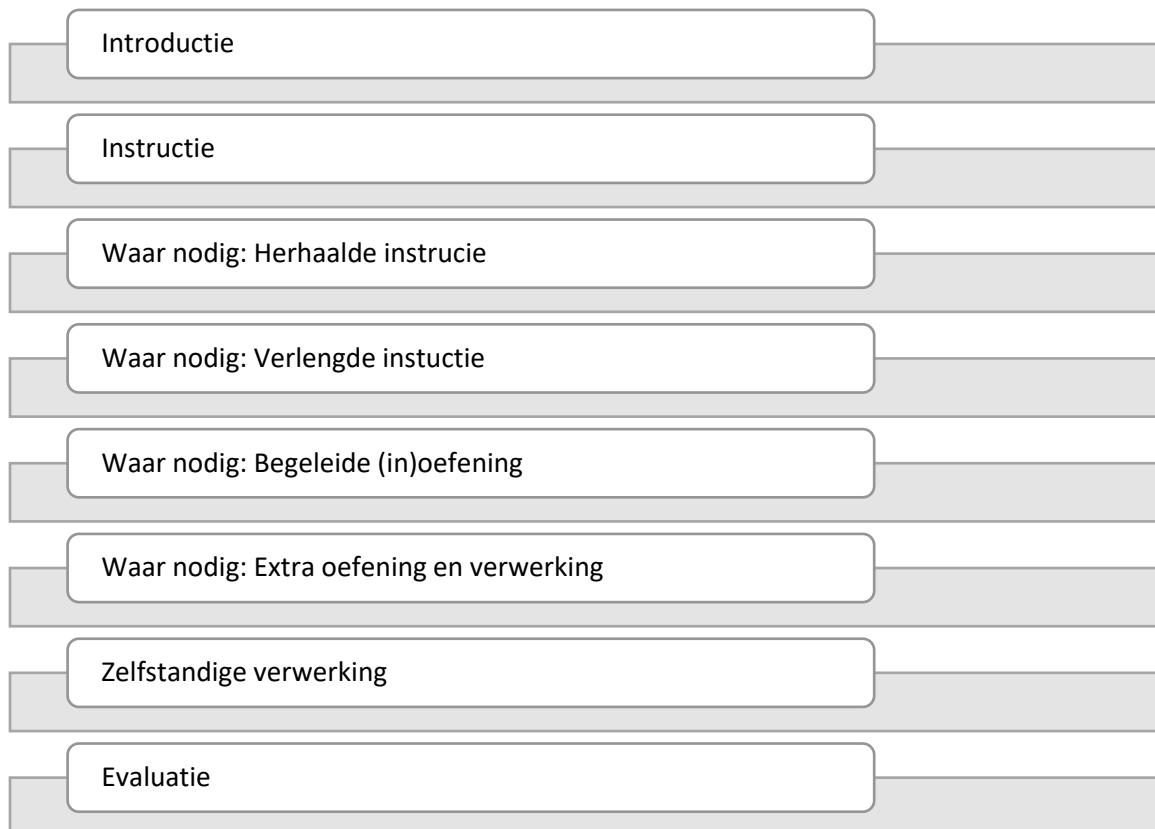 Introductie
Instructie
Waar nodig: Herhaalde instrucie
Waar nodig: Verlengde instuctie
Waar nodig: Begeleide (in)oefening
Waar nodig: Extra oefening en verwerking
Zelfstandige verwerking
Evaluatie